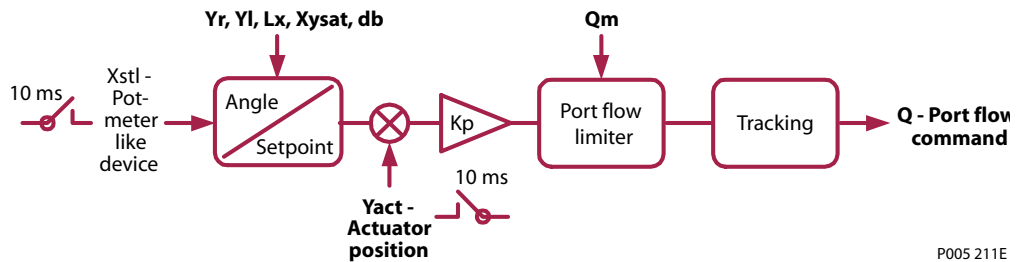 Yr, Yl, Lx, Xysat, db
Qm
10 ms
Xstl -
Pot-
meter
like
device
Angle
Setpoint
Kp
Port flow
limiter
Tracking
Q - Port flow
command
10 ms
Yact -
Actuator
position
P005 211E